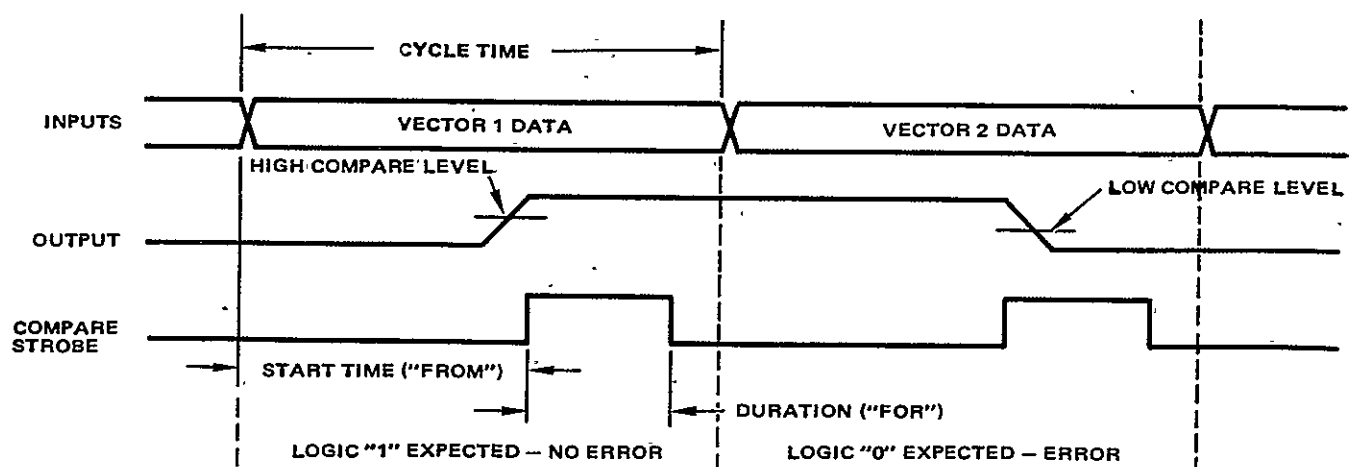 CYCLE TIME
INPUTS
VECTOR 1 DATA
VECTOR 2 DATA
HIGH COMPARE LEVEL
LOW COMPARE LEVEL
OUTPUT
COMPARE
STROBE
START TIME ("FROM")
DURATION ("FOR")
LOGIC "1" EXPECTED – NO ERROR
LOGIC "0" EXPECTED – ERROR